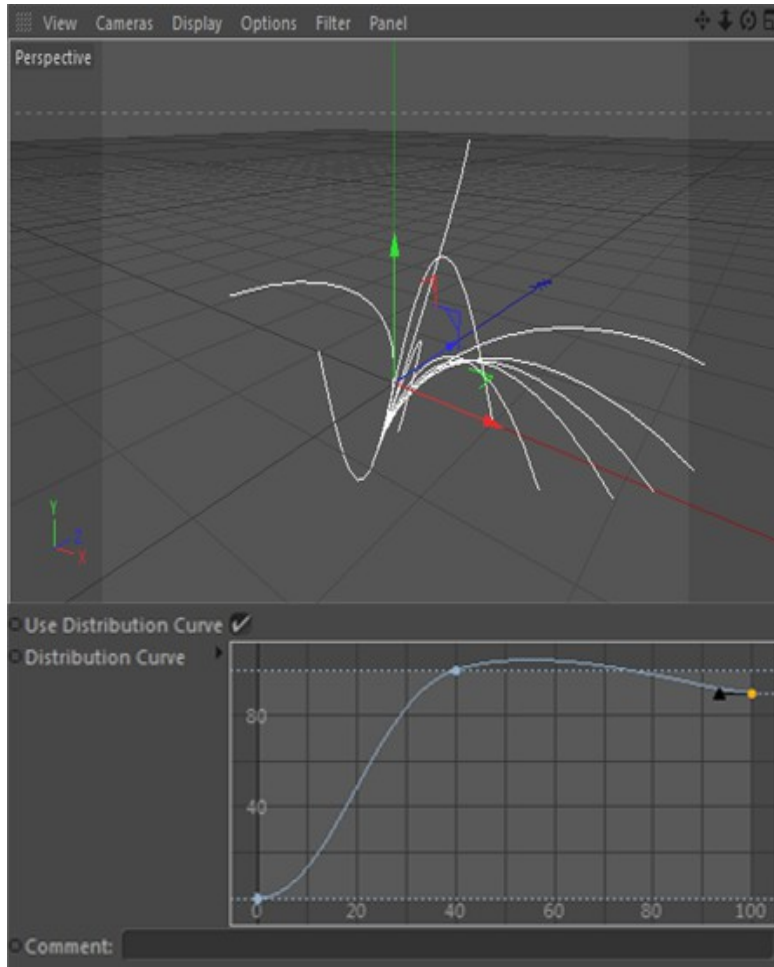 View Cameras Display Options Filter Panel
Perspective
Y
Z
X
Use Distribution Curve
Distribution Curve
80
40
0 20 40 60 80 100
Comment: